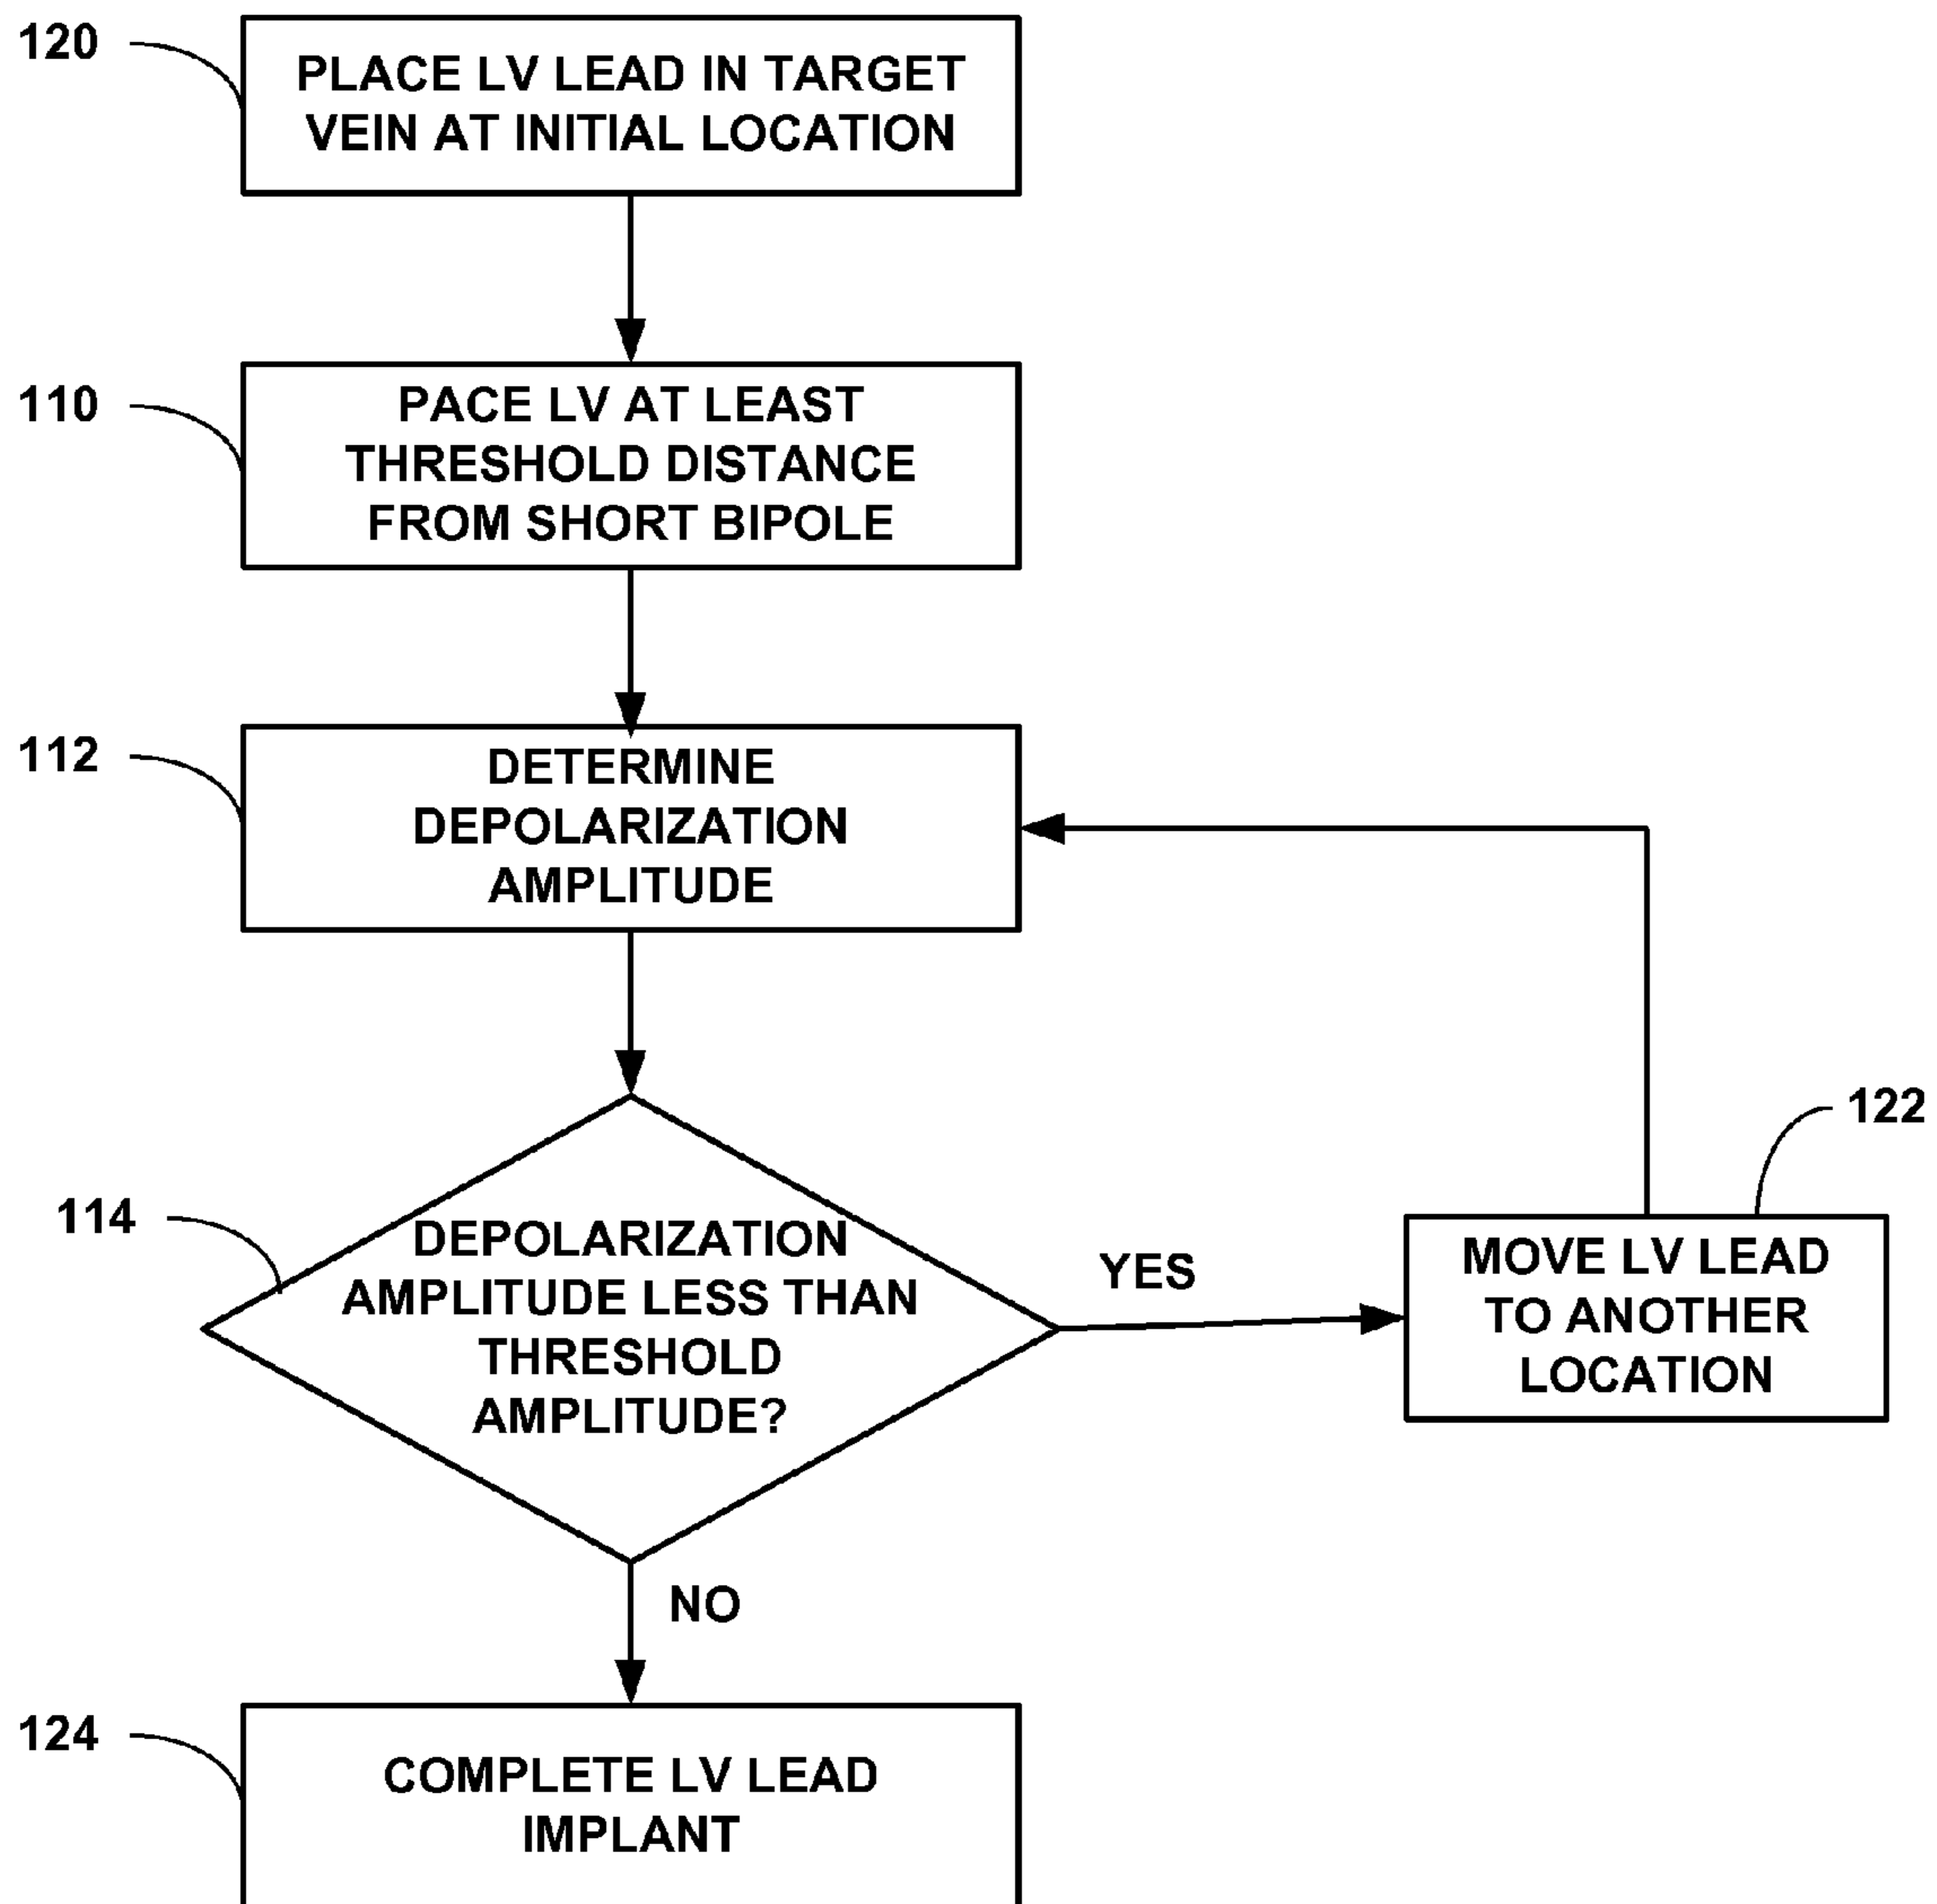 120
PLACE LV LEAD IN TARGET
VEIN AT INITIAL LOCATION
110
PACE LV AT LEAST
THRESHOLD DISTANCE
FROM SHORT BIPOLE
112
DETERMINE
DEPOLARIZATION
AMPLITUDE
114
DEPOLARIZATION
AMPLITUDE LESS THAN
THRESHOLD
AMPLITUDE?
YES
122
MOVE LV LEAD
TO ANOTHER
LOCATION
NO
124
COMPLETE LV LEAD
IMPLANT